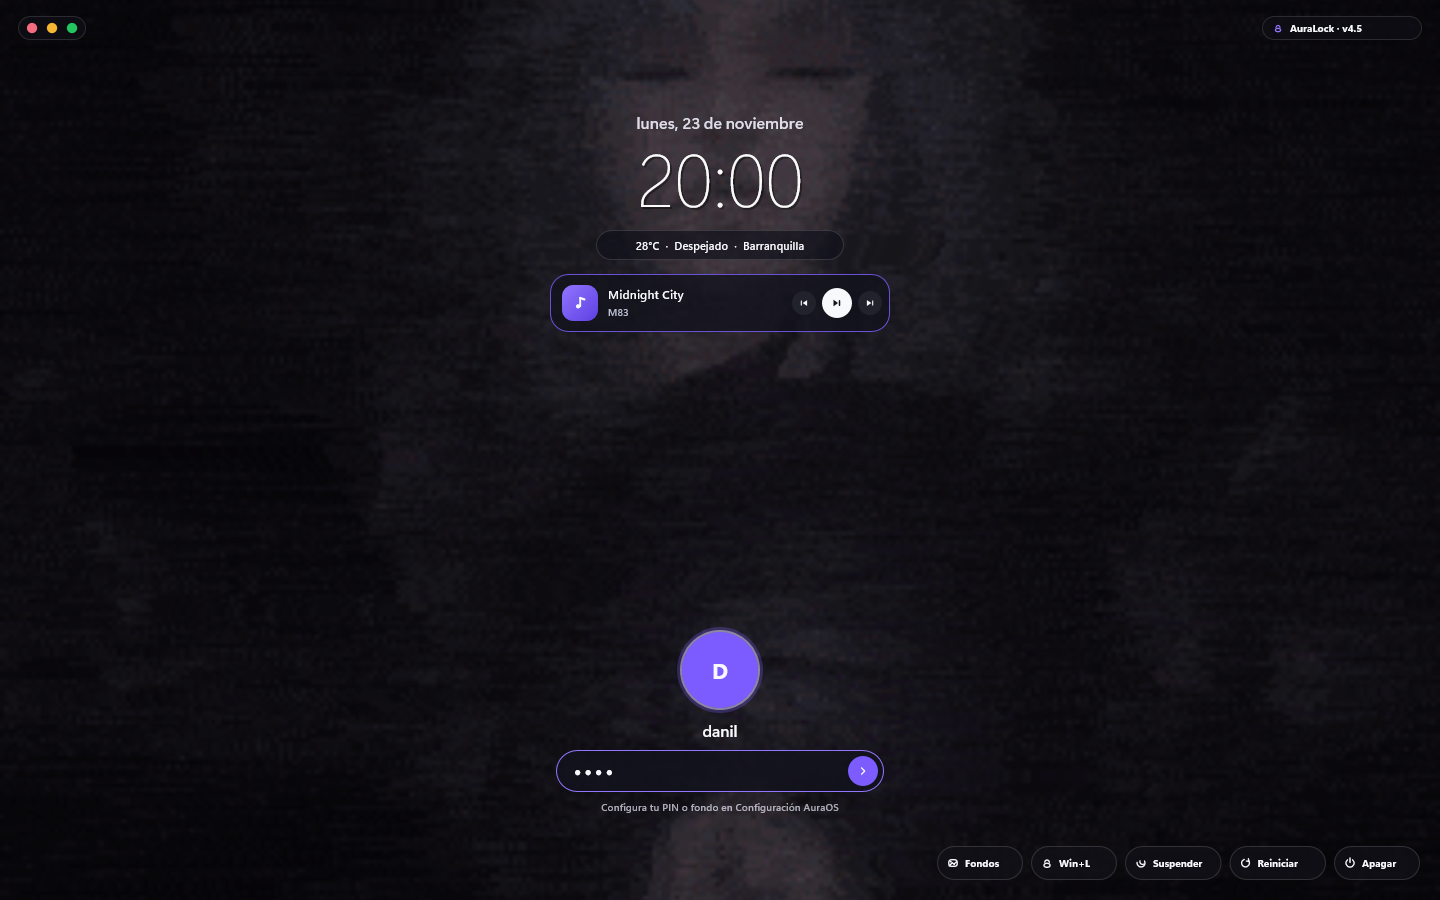 AuraLock · v4.5
lunes, 23 de noviembre
20:00
28°C · Despejado · Barranquilla
Midnight City
M83
D
danil
Configura tu PIN o fondo en Configuración AuraOS
Fondos
Win+L
Suspender
Reiniciar
Apagar